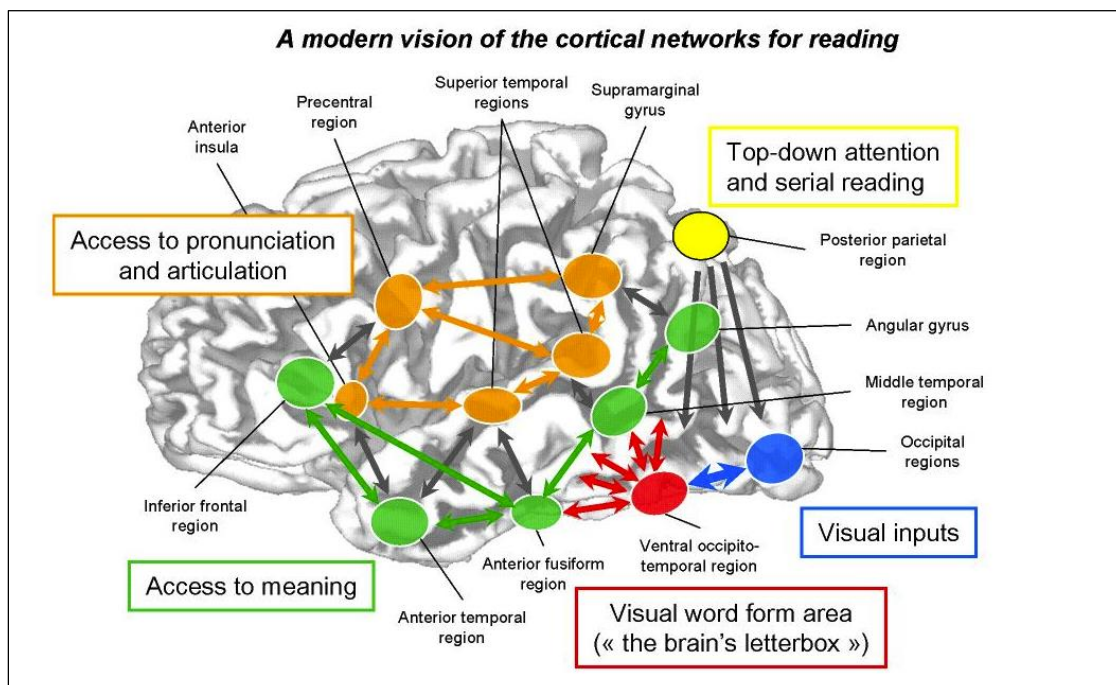 A modern vision of the cortical networks for reading
Superior temporal
regions
Supramarginal
gyrus
Precentral
region
Anterior
insula
Top-down attention
and serial reading
Access to pronunciation
and articulation
Posterior parietal
region
Angular gyrus
Middle temporal
region
Occipital
regions
Inferior frontal
region
Visual inputs
Ventral occipito-
temporal region
Anterior fusiform
region
Access to meaning
Anterior temporal
region
Visual word form area
(« the brain's letterbox »)